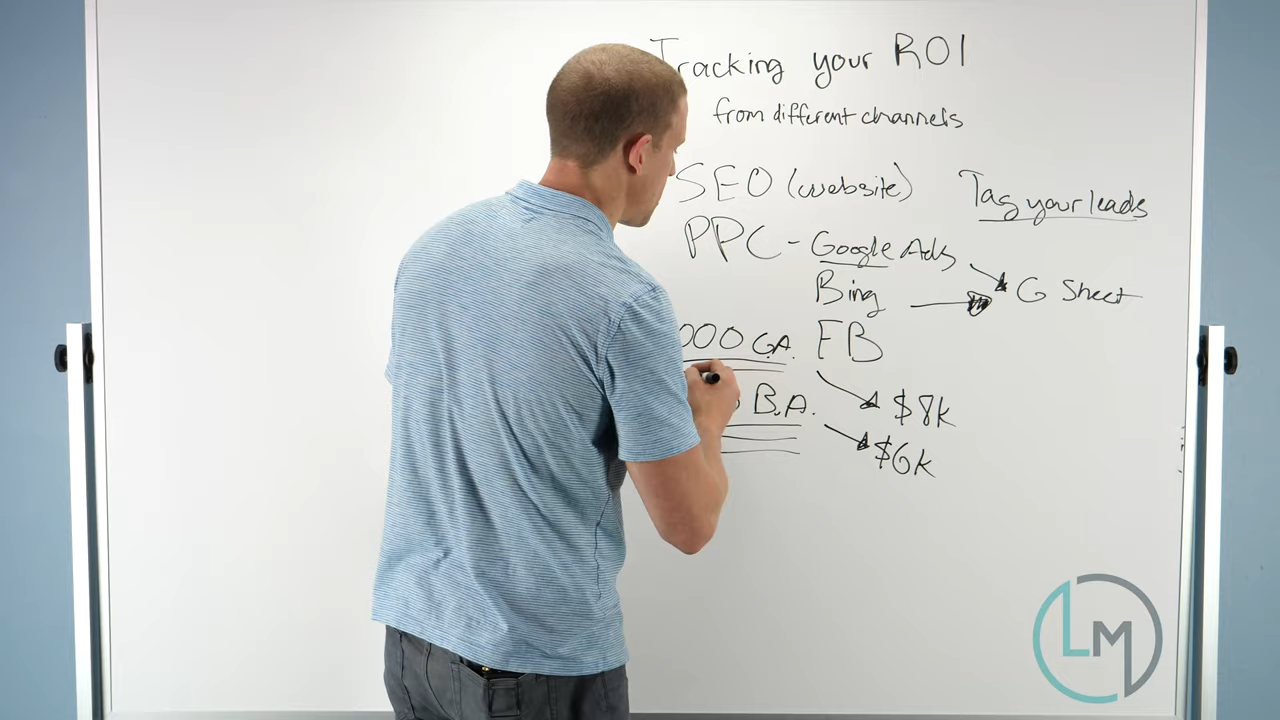 Tracking your ROI
from different channels
SEO (website)
Tag your leads
PPC - Google Ads
Bing
G Sheet
000 G.A.
FB
B.A.
$8k
$6k
LM